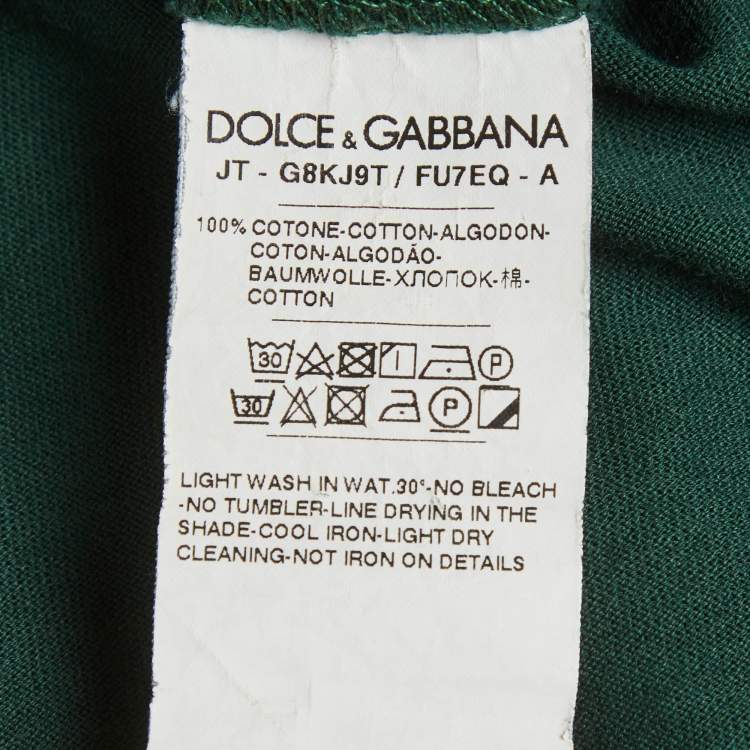 DOLCE & GABBANA
JT - G8KJ9T / FU7EQ - A
100% COTONE-COTTON-ALGODON-
COTON-ALGODÃO-
BAUMWOLLE-ХЛОПОК-棉-
COTTON
30 P
30 P
LIGHT WASH IN WAT.30°-NO BLEACH
-NO TUMBLER-LINE DRYING IN THE
SHADE-COOL IRON-LIGHT DRY
CLEANING-NOT IRON ON DETAILS